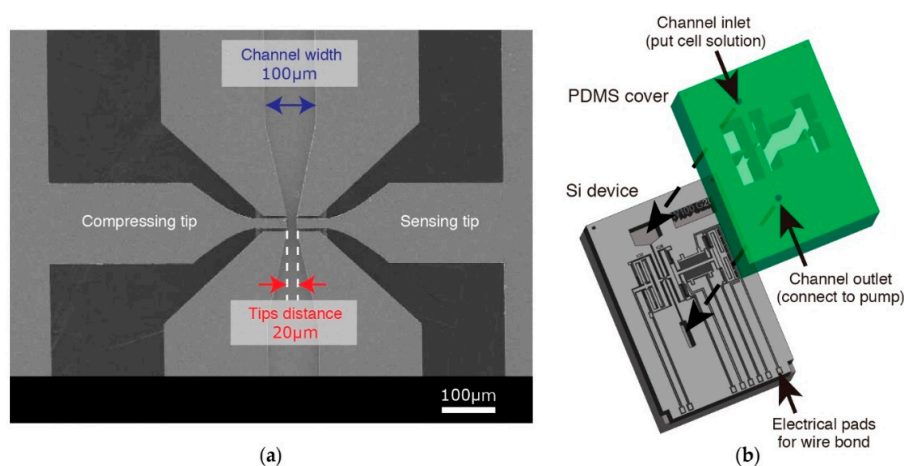 Channel width
100μm
Compressing tip
Sensing tip
Tips distance
20μm
100μm
(a)
Channel inlet
(put cell solution)
PDMS cover
Si device
Channel outlet
(connect to pump)
Electrical pads
for wire bond
(b)